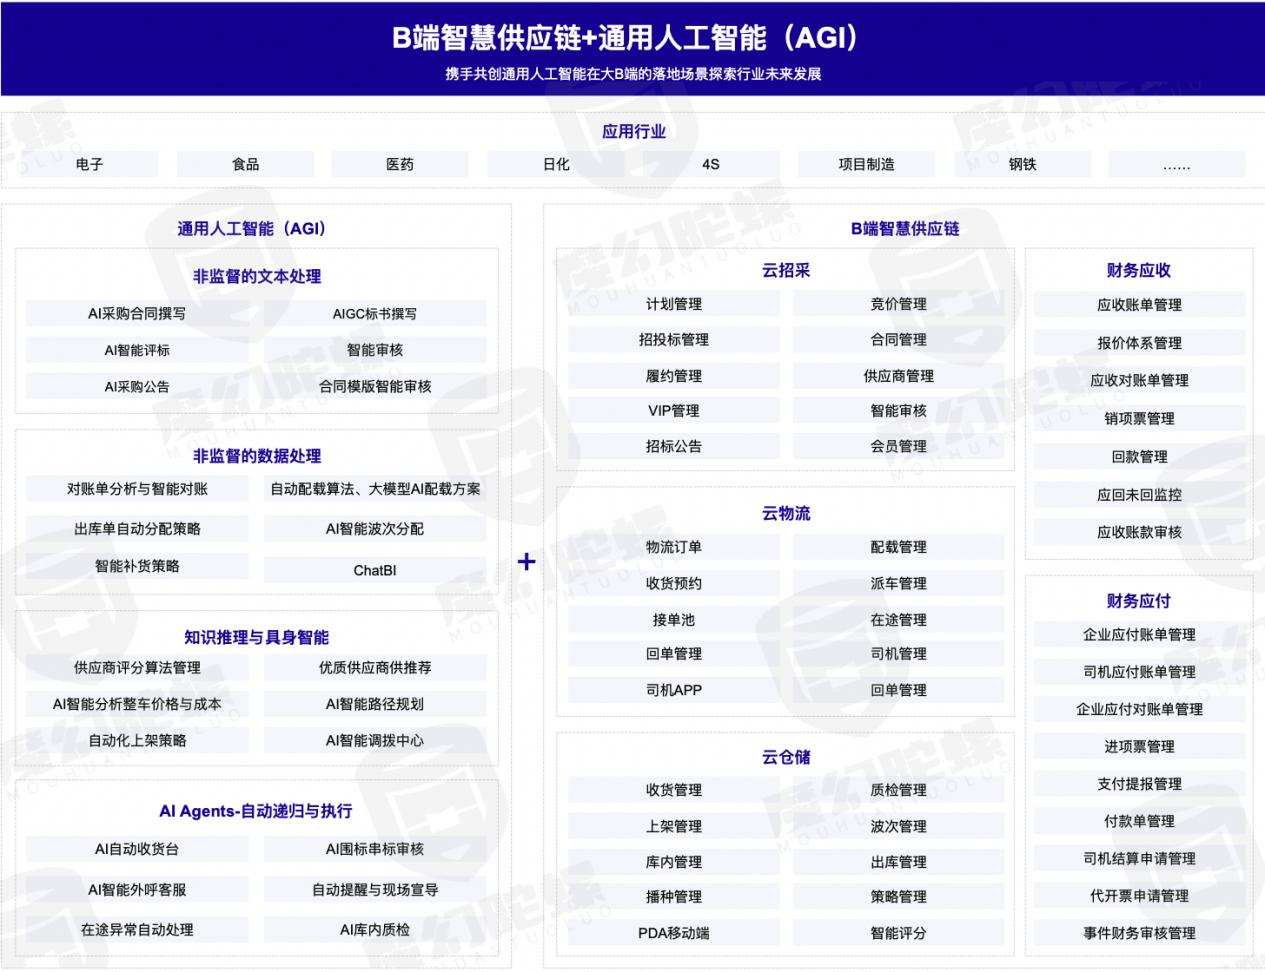 B端智慧供应链+通用人工智能（AGI）
携手共创通用人工智能在大B端的落地场景探索行业未来发展
应用行业
电子
食品
医药
日化
4S
项目制造
钢铁
……
通用人工智能（AGI）
非监督的文本处理
AI采购合同撰写
AIGC标书撰写
AI智能评标
智能审核
AI采购公告
合同模版智能审核
非监督的数据处理
对账单分析与智能对账
自动配载算法、大模型AI配载方案
出库单自动分配策略
AI智能波次分配
智能补货策略
ChatBI
知识推理与具身智能
供应商评分算法管理
优质供应商供推荐
AI智能分析整车价格与成本
AI智能路径规划
自动化上架策略
AI智能调拨中心
AI Agents-自动递归与执行
AI自动收货台
AI围标串标审核
AI智能外呼客服
自动提醒与现场宣导
在途异常自动处理
AI库内质检
+
B端智慧供应链
云招采
计划管理
竞价管理
招投标管理
合同管理
履约管理
供应商管理
VIP管理
智能审核
招标公告
会员管理
云物流
物流订单
配载管理
收货预约
派车管理
接单池
在途管理
回单管理
司机管理
司机APP
回单管理
云仓储
收货管理
质检管理
上架管理
波次管理
库内管理
出库管理
播种管理
策略管理
PDA移动端
智能评分
财务应收
应收账单管理
报价体系管理
应收对账单管理
销项票管理
回款管理
应回未回监控
应收账款审核
财务应付
企业应付账单管理
司机应付账单管理
企业应付对账单管理
进项票管理
支付提报管理
付款单管理
司机结算申请管理
代开票申请管理
事件财务审核管理
魔幻陀螺
MOUHUANTUOLUO